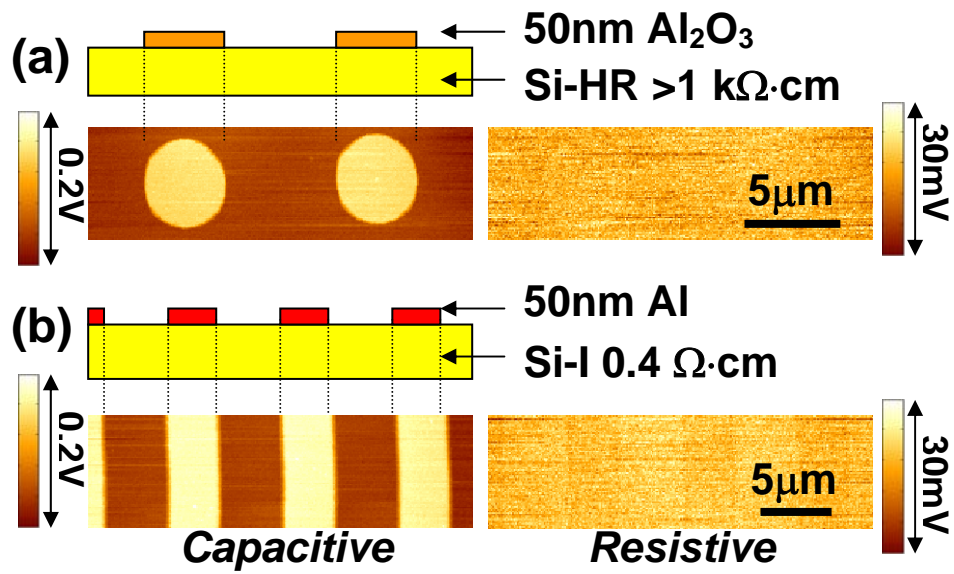 (a)
50nm Al₂O₃
Si-HR >1 kΩ·cm
0.2V
5μm
30mV
(b)
50nm Al
Si-I 0.4 Ω·cm
0.2V
5μm
30mV
Capacitive
Resistive